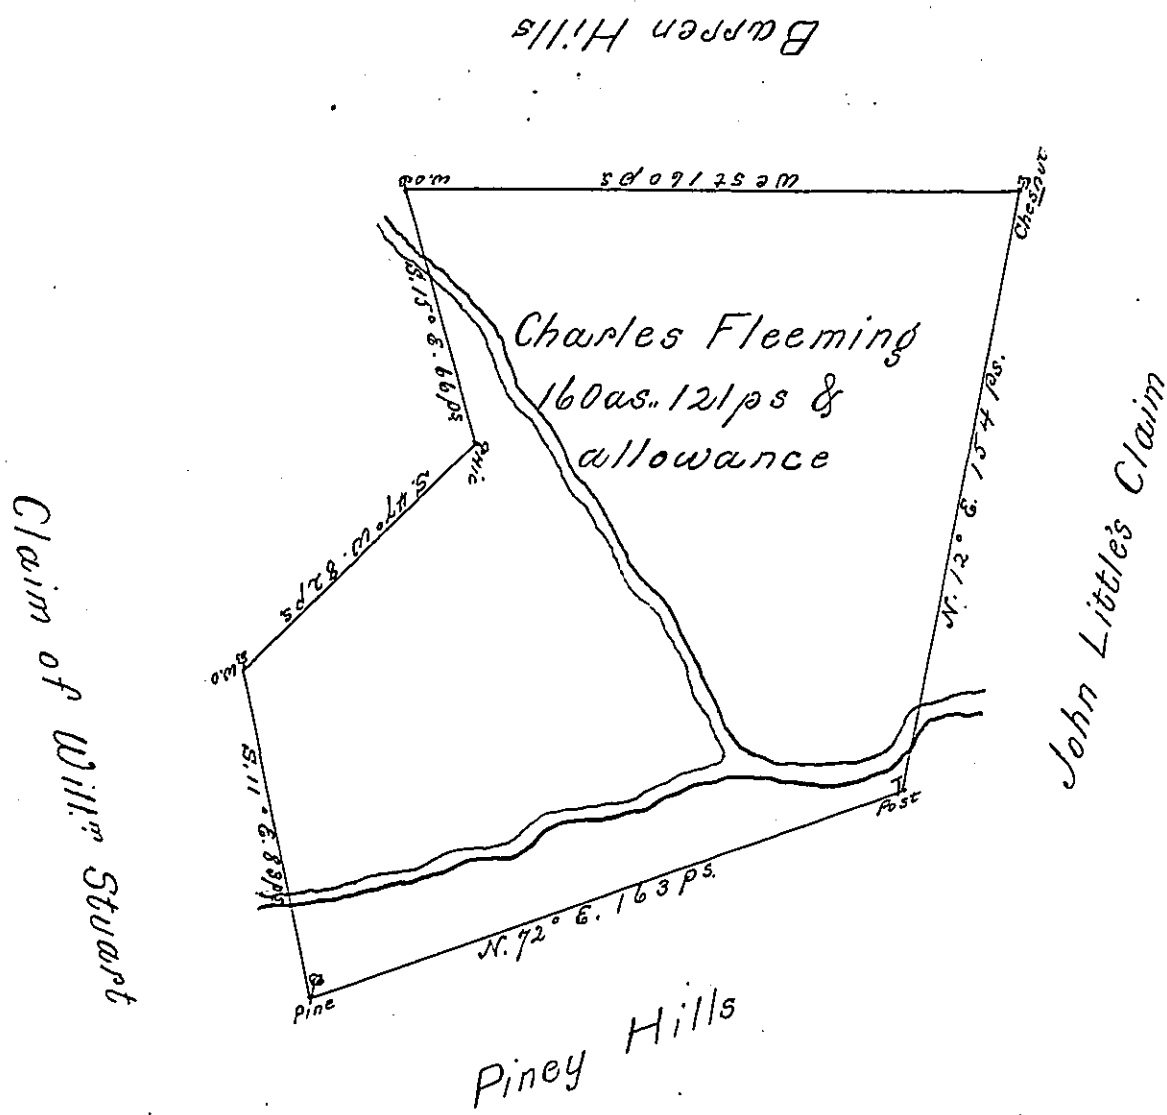 Barren Hills
W.O.
West 160 ps
Chesnut
S. 15° E. 66 ps
Charles Fleeming
160 as.. 121 ps &
allowance
N. 12° E. 154 ps.
John Little's Claim
Hic
S. 47° W. 82 ps.
W.O
Claim of Will.m Stuart
S. 11° E. 83 ps
Post
N. 72° E. 163 ps.
Pine
Piney Hills